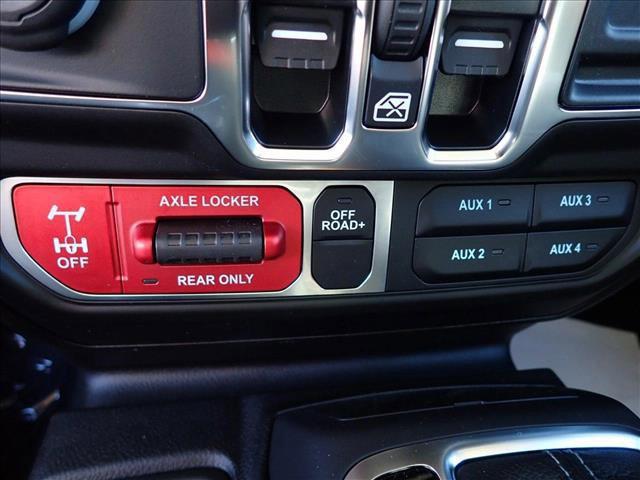 AXLE LOCKER
OFF
REAR ONLY
OFF
ROAD+
AUX 1
AUX 3
AUX 2
AUX 4